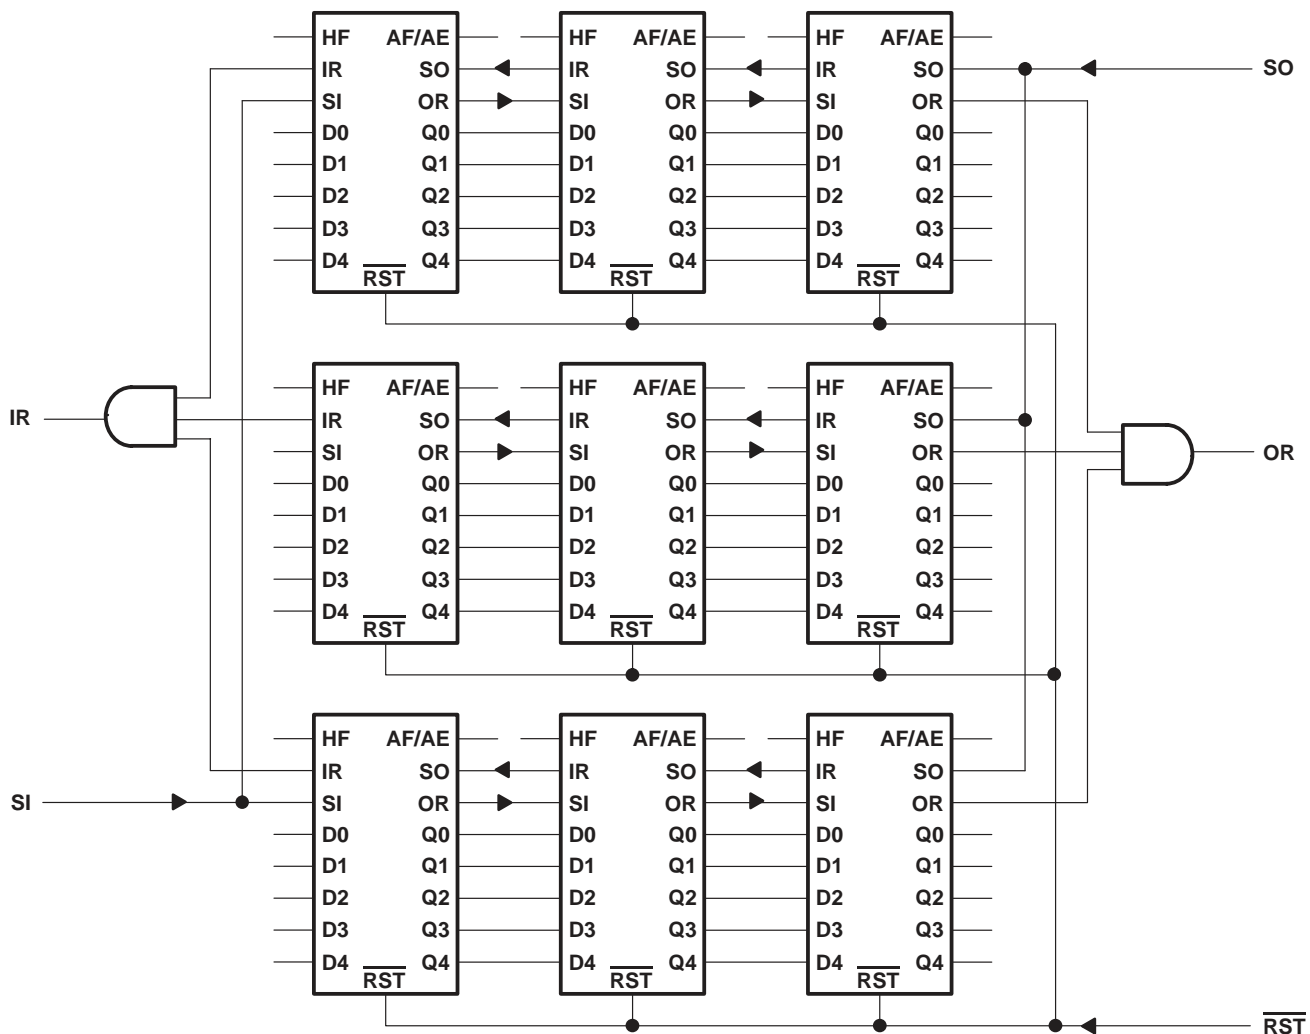 HF AF/AE HF AF/AE HF AF/AE
IR SO IR SO IR SO SO
SI OR SI OR SI OR
D0 Q0 D0 Q0 D0 Q0
D1 Q1 D1 Q1 D1 Q1
D2 Q2 D2 Q2 D2 Q2
D3 Q3 D3 Q3 D3 Q3
D4 Q4 D4 Q4 D4 Q4
RST RST RST
HF AF/AE HF AF/AE HF AF/AE
IR IR SO IR SO IR SO
SI OR SI OR SI OR OR
D0 Q0 D0 Q0 D0 Q0
D1 Q1 D1 Q1 D1 Q1
D2 Q2 D2 Q2 D2 Q2
D3 Q3 D3 Q3 D3 Q3
D4 Q4 D4 Q4 D4 Q4
RST RST RST
HF AF/AE HF AF/AE HF AF/AE
IR SO IR SO IR SO
SI SI OR SI OR SI OR
D0 Q0 D0 Q0 D0 Q0
D1 Q1 D1 Q1 D1 Q1
D2 Q2 D2 Q2 D2 Q2
D3 Q3 D3 Q3 D3 Q3
D4 Q4 D4 Q4 D4 Q4
RST RST RST
RST